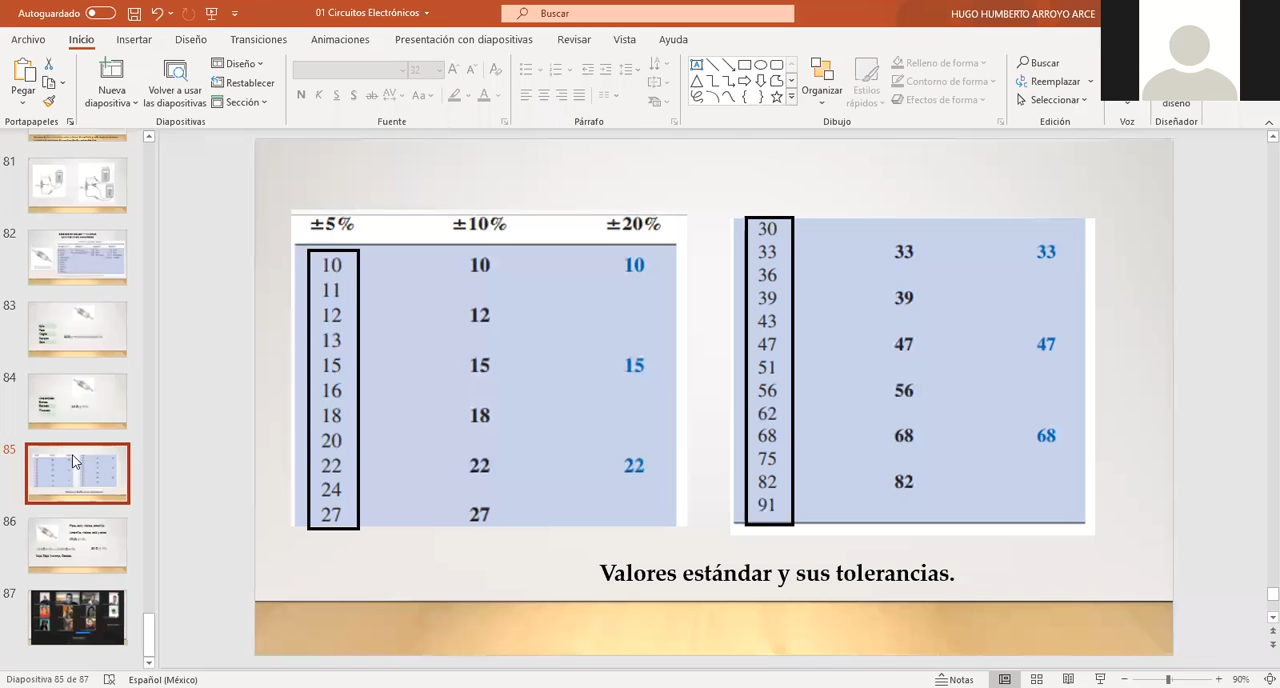 Autoguardado
01 Circuitos Electrónicos
Buscar
HUGO HUMBERTO ARROYO ARCE
Archivo Inicio Insertar Diseño Transiciones Animaciones Presentación con diapositivas Revisar Vista Ayuda
Pegar
Nueva diapositiva
Volver a usar las diapositivas
Diseño
Restablecer
Sección
32
N K S S ab AV Aa A
Organizar
Estilos rápidos
Relleno de forma
Contorno de forma
Efectos de forma
Buscar
Reemplazar
Seleccionar
diseño
Portapapeles Diapositivas Fuente Párrafo Dibujo Edición Voz Diseñador
81
82
83
84
85
86
87
±5% ±10% ±20%
10 10 10
11
12 12
13
15 15 15
16
18 18
20
22 22 22
24
27 27
30
33 33 33
36
39 39
43
47 47 47
51
56 56
62
68 68 68
75
82 82
91
Valores estándar y sus tolerancias.
Diapositiva 85 de 87 Español (México) Notas 90%